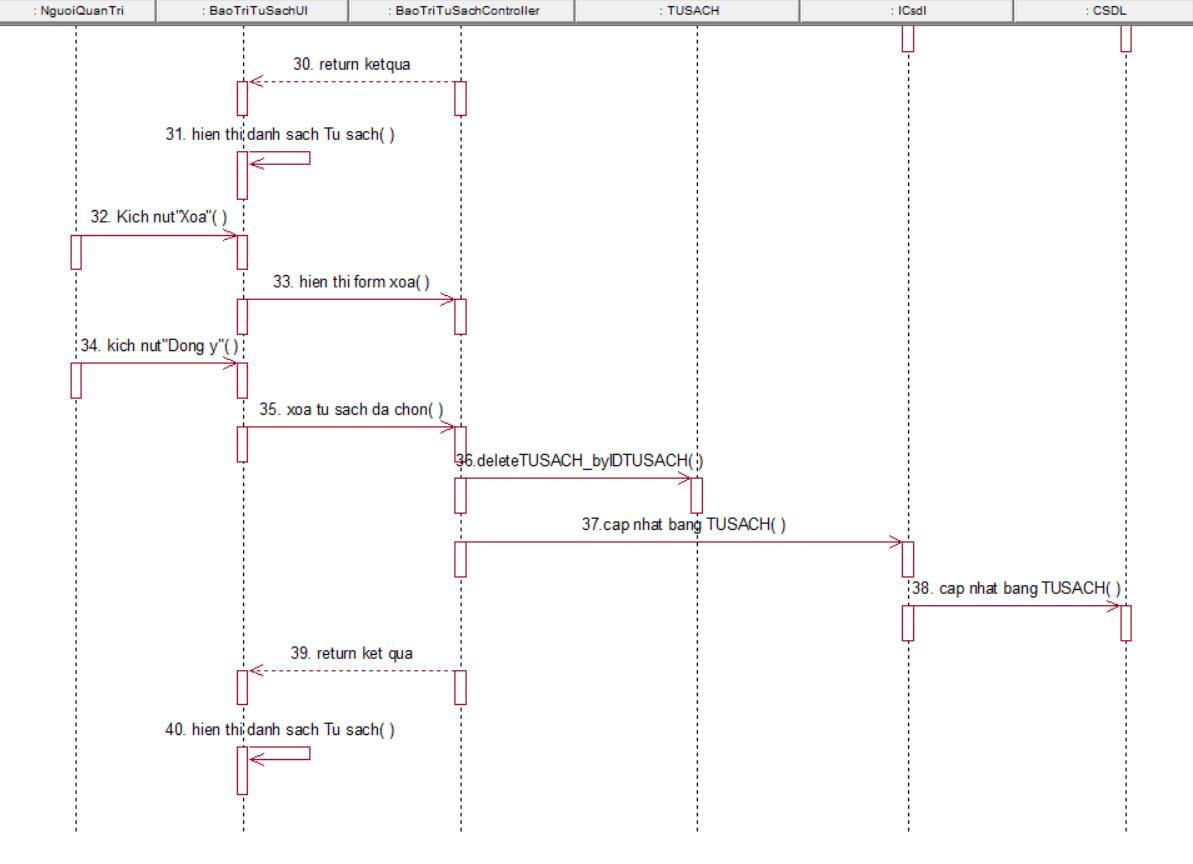 : NguoiQuanTri
: BaoTriTuSachUI
: BaoTriTuSachController
: TUSACH
: ICsdl
: CSDL
30. return ketqua
31. hien thi danh sach Tu sach( )
32. Kich nut"Xoa"( )
33. hien thi form xoa( )
34. kich nut"Dong y"( )
35. xoa tu sach da chon( )
36.deleteTUSACH_byIDTUSACH( )
37.cap nhat bang TUSACH( )
38. cap nhat bang TUSACH( )
39. return ket qua
40. hien thi danh sach Tu sach( )